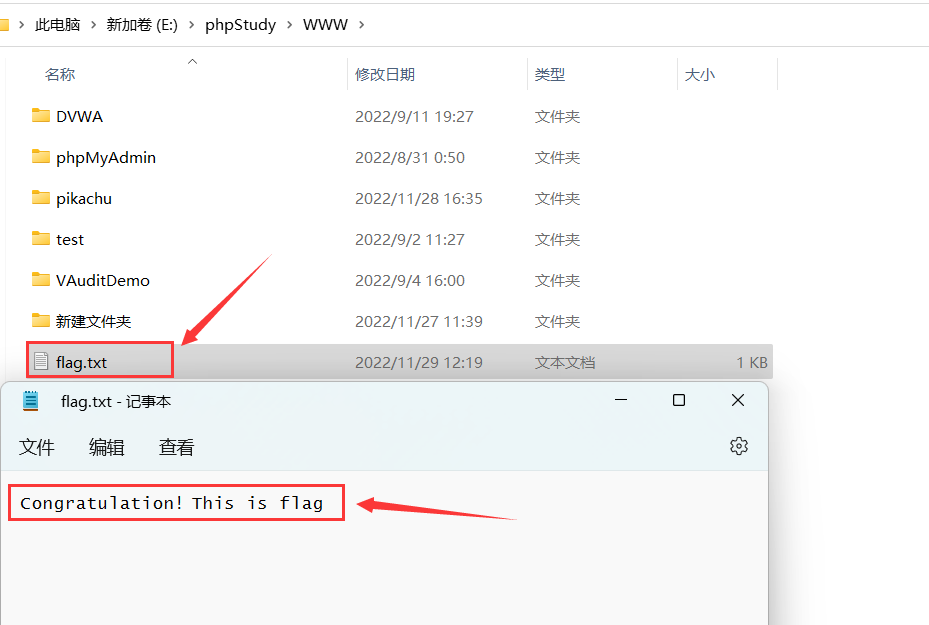 此电脑 › 新加卷 (E:) › phpStudy › WWW ›
名称 修改日期 类型 大小
DVWA 2022/9/11 19:27 文件夹
phpMyAdmin 2022/8/31 0:50 文件夹
pikachu 2022/11/28 16:35 文件夹
test 2022/9/2 11:27 文件夹
VAuditDemo 2022/9/4 16:00 文件夹
新建文件夹 2022/11/27 11:39 文件夹
flag.txt 2022/11/29 12:19 文本文档 1 KB
flag.txt - 记事本
文件 编辑 查看
Congratulation! This is flag